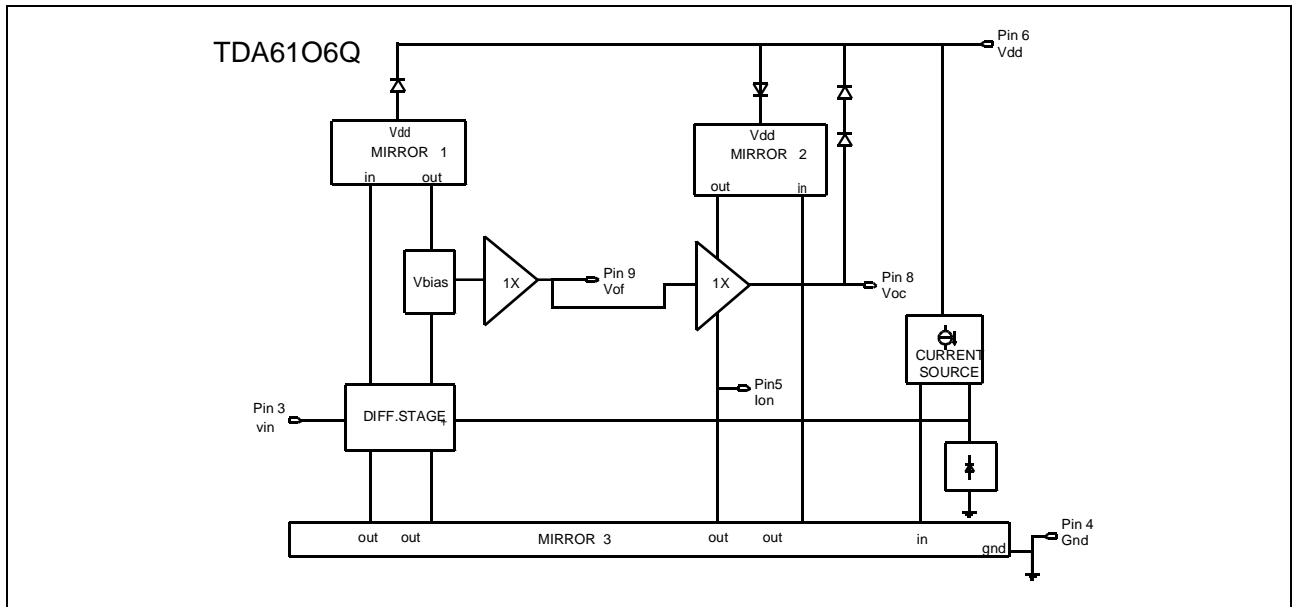 TDA61O6Q
Pin 6
Vdd
Vdd
MIRROR 1
in out
Vdd
MIRROR 2
out in
Vbias
1X
Pin 9
Vof
1X
Pin 8
Voc
CURRENT
SOURCE
Pin5
Ion
Pin 3
vin
DIFF.STAGE
+
out out MIRROR 3 out out in gnd
Pin 4
Gnd